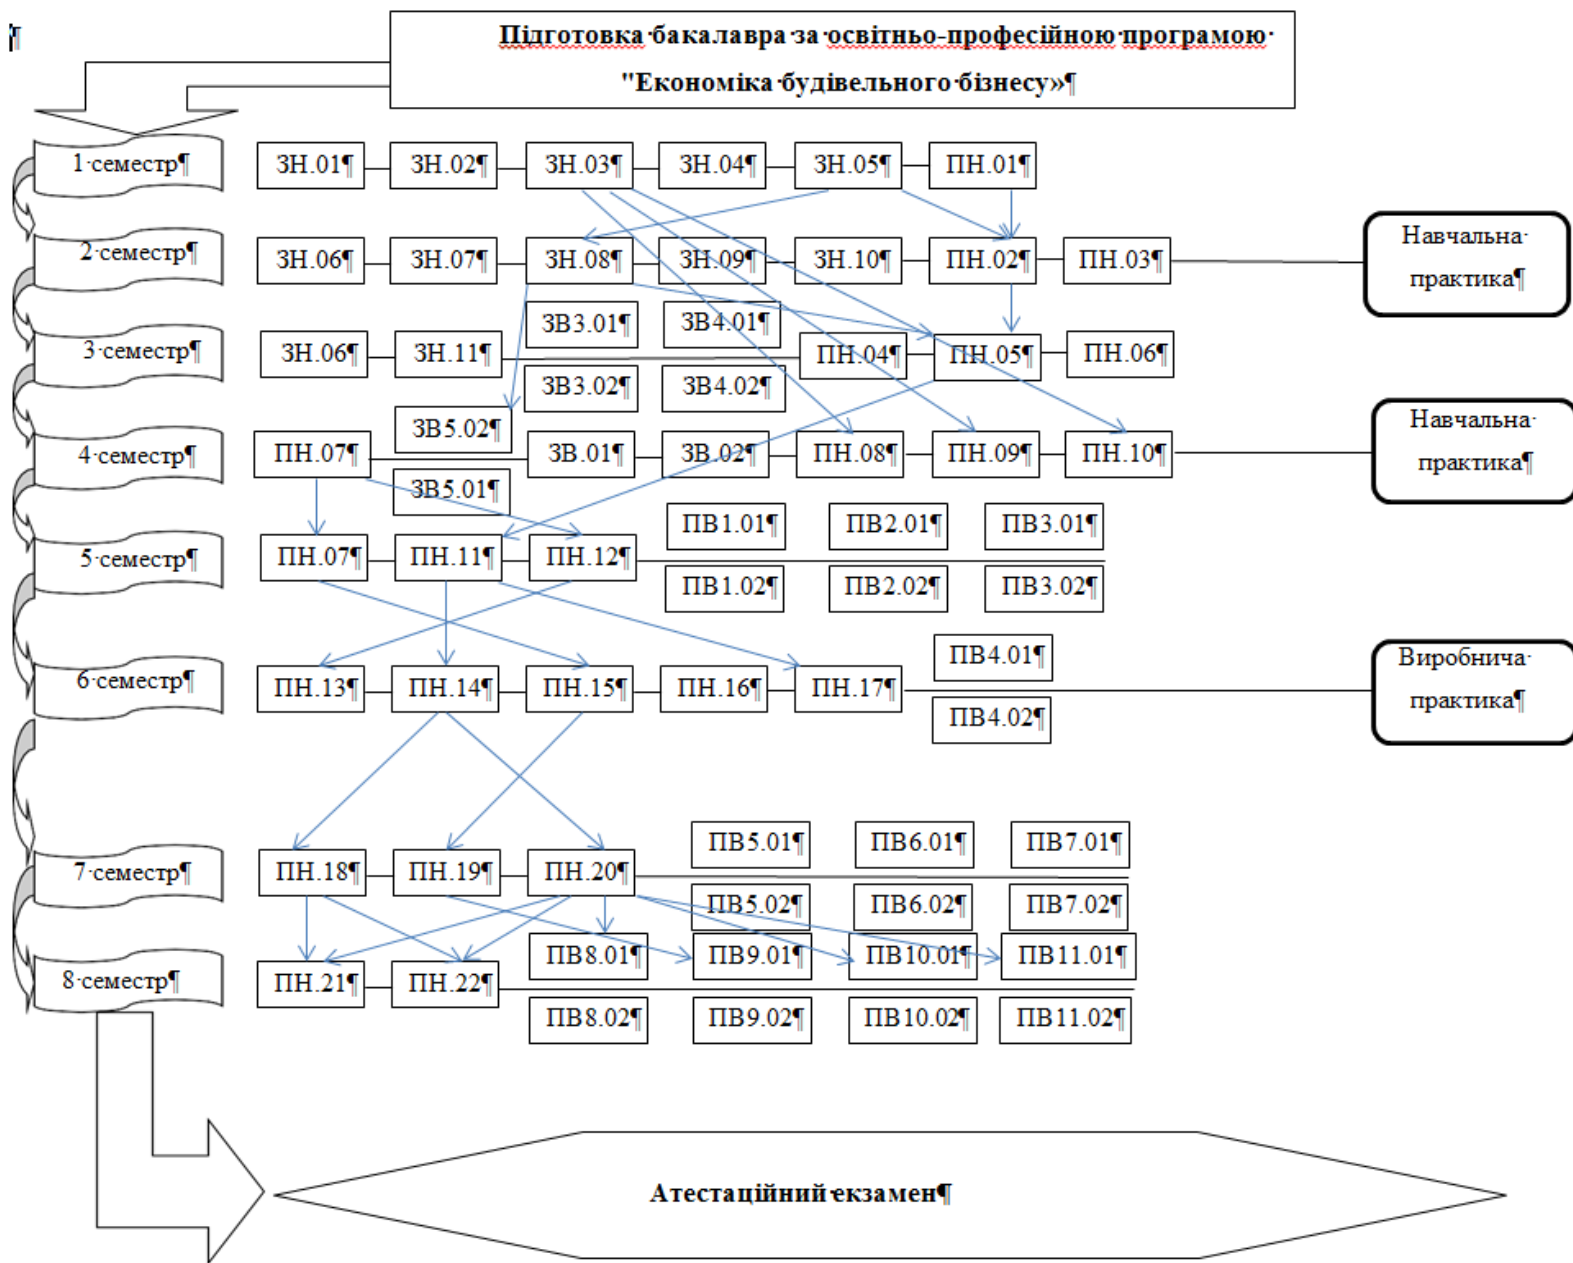 Підготовка бакалавра за освітньо-професійною програмою
"Економіка будівельного бізнесу»¶
1 семестр¶
ЗН.01¶ ЗН.02¶ ЗН.03¶ ЗН.04¶ ЗН.05¶ ПН.01¶
2 семестр¶
ЗН.06¶ ЗН.07¶ ЗН.08¶ ЗН.09¶ ЗН.10¶ ПН.02¶ ПН.03¶
Навчальна
практика¶
ЗВ3.01¶ ЗВ4.01¶
3 семестр¶
ЗН.06¶ ЗН.11¶ ПН.04¶ ПН.05¶ ПН.06¶
ЗВ3.02¶ ЗВ4.02¶
ЗВ5.02¶
4 семестр¶
ПН.07¶ ЗВ.01¶ ЗВ.02¶ ПН.08¶ ПН.09¶ ПН.10¶
Навчальна
практика¶
ЗВ5.01¶
ПВ1.01¶ ПВ2.01¶ ПВ3.01¶
5 семестр¶
ПН.07¶ ПН.11¶ ПН.12¶
ПВ1.02¶ ПВ2.02¶ ПВ3.02¶
ПВ4.01¶
6 семестр¶
ПН.13¶ ПН.14¶ ПН.15¶ ПН.16¶ ПН.17¶
Виробнича
практика¶
ПВ4.02¶
ПВ5.01¶ ПВ6.01¶ ПВ7.01¶
7 семестр¶
ПН.18¶ ПН.19¶ ПН.20¶
ПВ5.02¶ ПВ6.02¶ ПВ7.02¶
ПВ8.01¶ ПВ9.01¶ ПВ10.01¶ ПВ11.01¶
8 семестр¶
ПН.21¶ ПН.22¶
ПВ8.02¶ ПВ9.02¶ ПВ10.02¶ ПВ11.02¶
Атестаційний екзамен¶